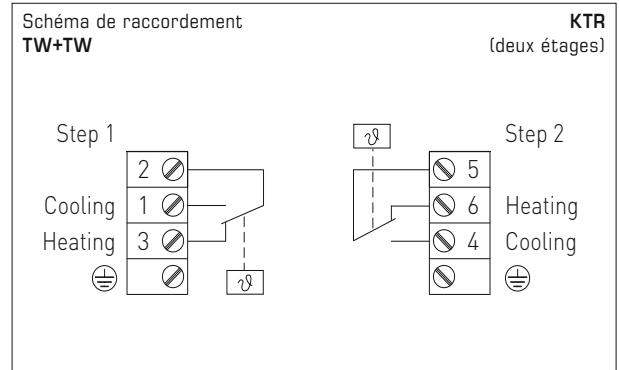 Schéma de raccordement KTR
TW+TW (deux étages)
Step 1 ϑ Step 2
2 5
Cooling 1 6 Heating
Heating 3 4 Cooling
ϑ